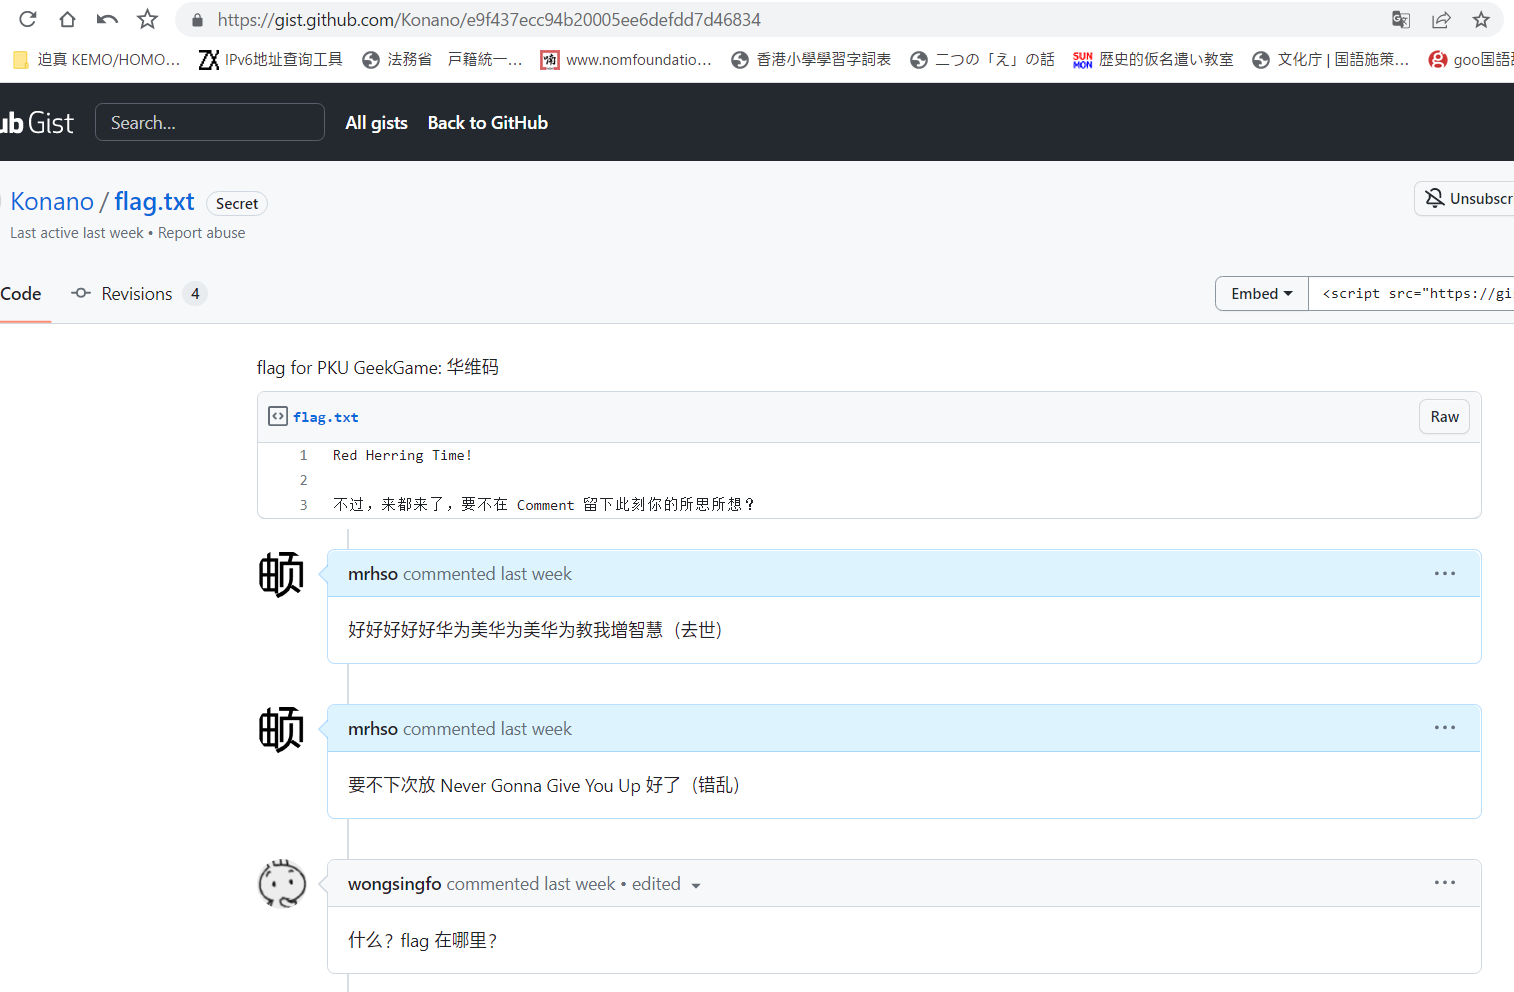 https://gist.github.com/Konano/e9f437ecc94b20005ee6defdd7d46834
迫真 KEMO/HOMO... IPv6地址查询工具 法務省 戸籍統一... www.nomfoundatio... 香港小學學習字詞表 二つの「え」の話 SUN MON 歴史的仮名遣い教室 文化庁 | 国語施策... goo国語
ub Gist Search... All gists Back to GitHub
Konano / flag.txt Secret
Unsubscr
Last active last week • Report abuse
Code Revisions 4
Embed <script src="https://gi
flag for PKU GeekGame: 华维码
flag.txt
Raw
1 Red Herring Time!
2
3 不过，来都来了，要不在 Comment 留下此刻你的所思所想？
mrhso commented last week
好好好好好华为美华为美华为教我增智慧（去世）
mrhso commented last week
要不下次放 Never Gonna Give You Up 好了（错乱）
wongsingfo commented last week • edited
什么？flag 在哪里？